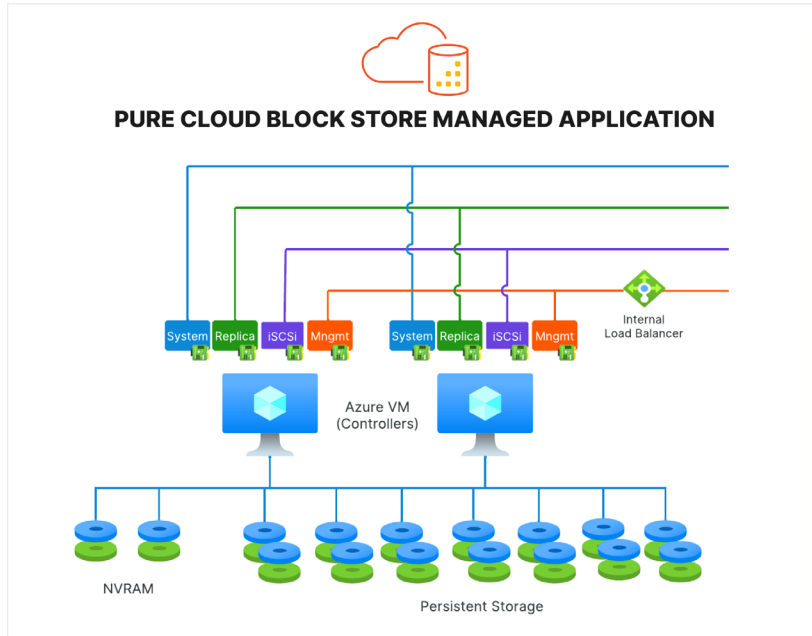 PURE CLOUD BLOCK STORE MANAGED APPLICATION
Internal
Load Balancer
System Replica iSCSi Mngmt System Replica iSCSi Mngmt
Azure VM
(Controllers)
NVRAM
Persistent Storage